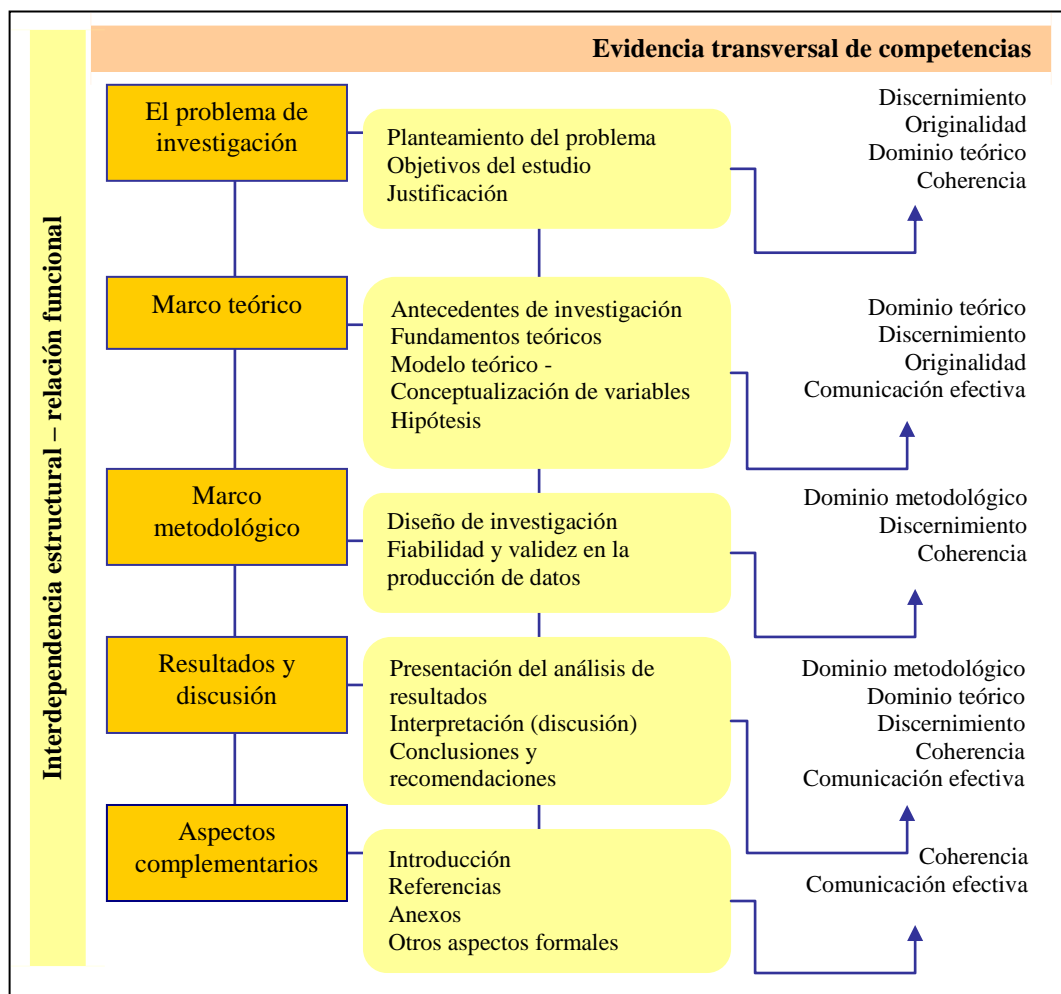 Evidencia transversal de competencias
Interdependencia estructural – relación funcional
El problema de
investigación
Planteamiento del problema
Objetivos del estudio
Justificación
Discernimiento
Originalidad
Dominio teórico
Coherencia
Marco teórico
Antecedentes de investigación
Fundamentos teóricos
Modelo teórico -
Conceptualización de variables
Hipótesis
Dominio teórico
Discernimiento
Originalidad
Comunicación efectiva
Marco
metodológico
Diseño de investigación
Fiabilidad y validez en la
producción de datos
Dominio metodológico
Discernimiento
Coherencia
Resultados y
discusión
Presentación del análisis de
resultados
Interpretación (discusión)
Conclusiones y
recomendaciones
Dominio metodológico
Dominio teórico
Discernimiento
Coherencia
Comunicación efectiva
Aspectos
complementarios
Introducción
Referencias
Anexos
Otros aspectos formales
Coherencia
Comunicación efectiva